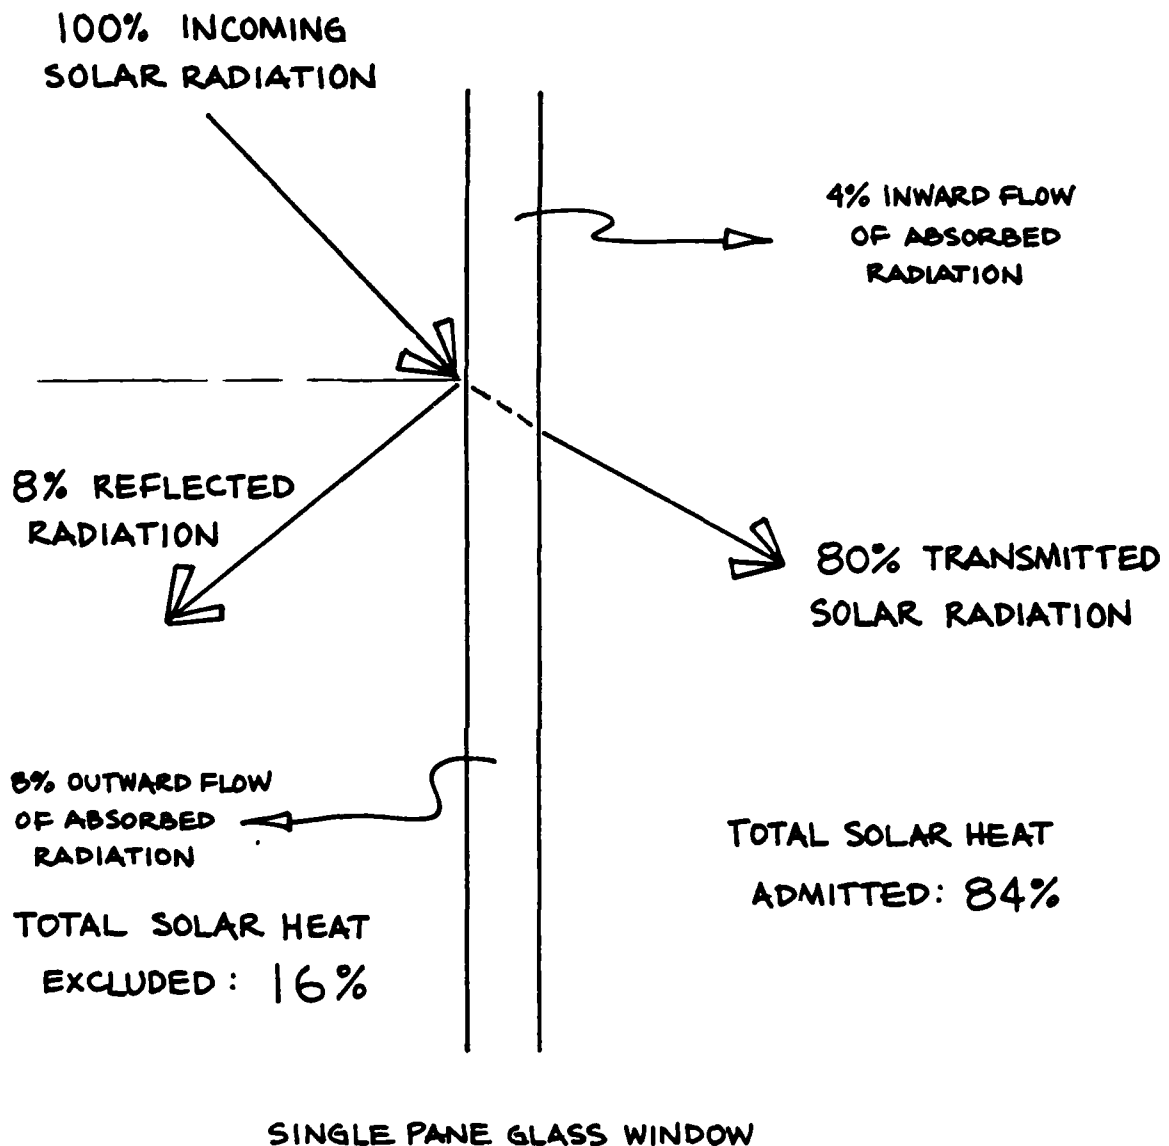 100% INCOMING
SOLAR RADIATION
4% INWARD FLOW
OF ABSORBED
RADIATION
8% REFLECTED
RADIATION
80% TRANSMITTED
SOLAR RADIATION
8% OUTWARD FLOW
OF ABSORBED
RADIATION
TOTAL SOLAR HEAT
EXCLUDED: 16%
TOTAL SOLAR HEAT
ADMITTED: 84%
SINGLE PANE GLASS WINDOW